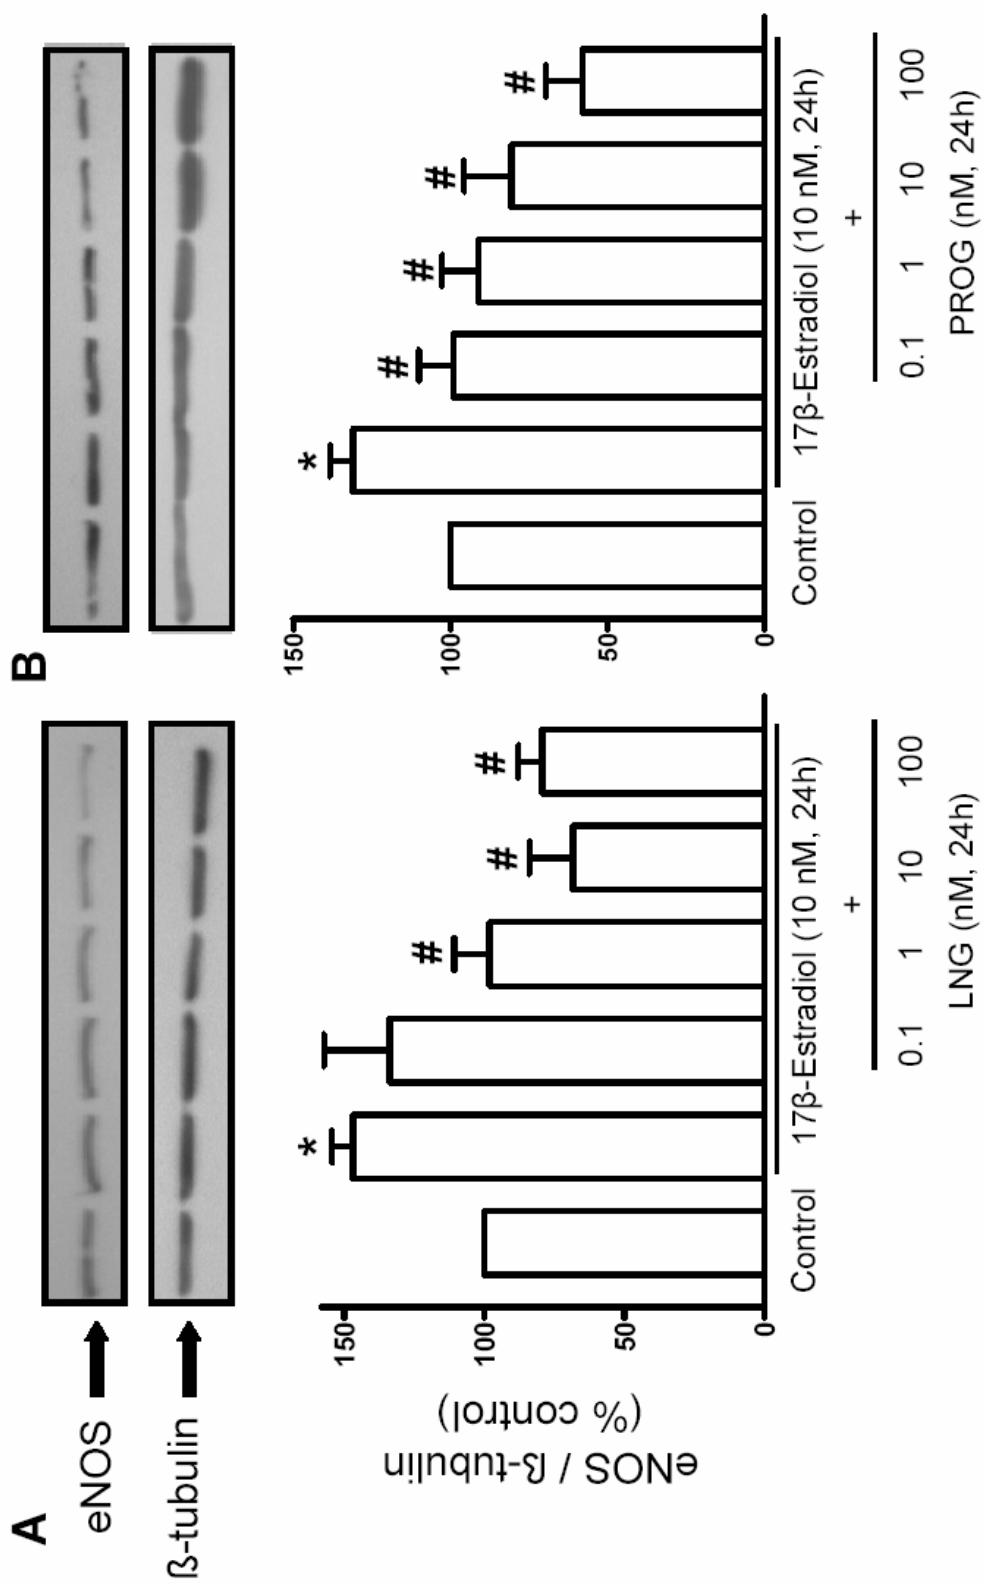 A
eNOS
ß-tubulin
eNOS / ß-tubulin
(% control)
150
100
50
0
*
#
#
#
Control
17β-Estradiol (10 nM, 24h)
+
0.1 1 10 100
LNG (nM, 24h)
B
150
100
50
0
*
#
#
#
#
Control
17β-Estradiol (10 nM, 24h)
+
0.1 1 10 100
PROG (nM, 24h)